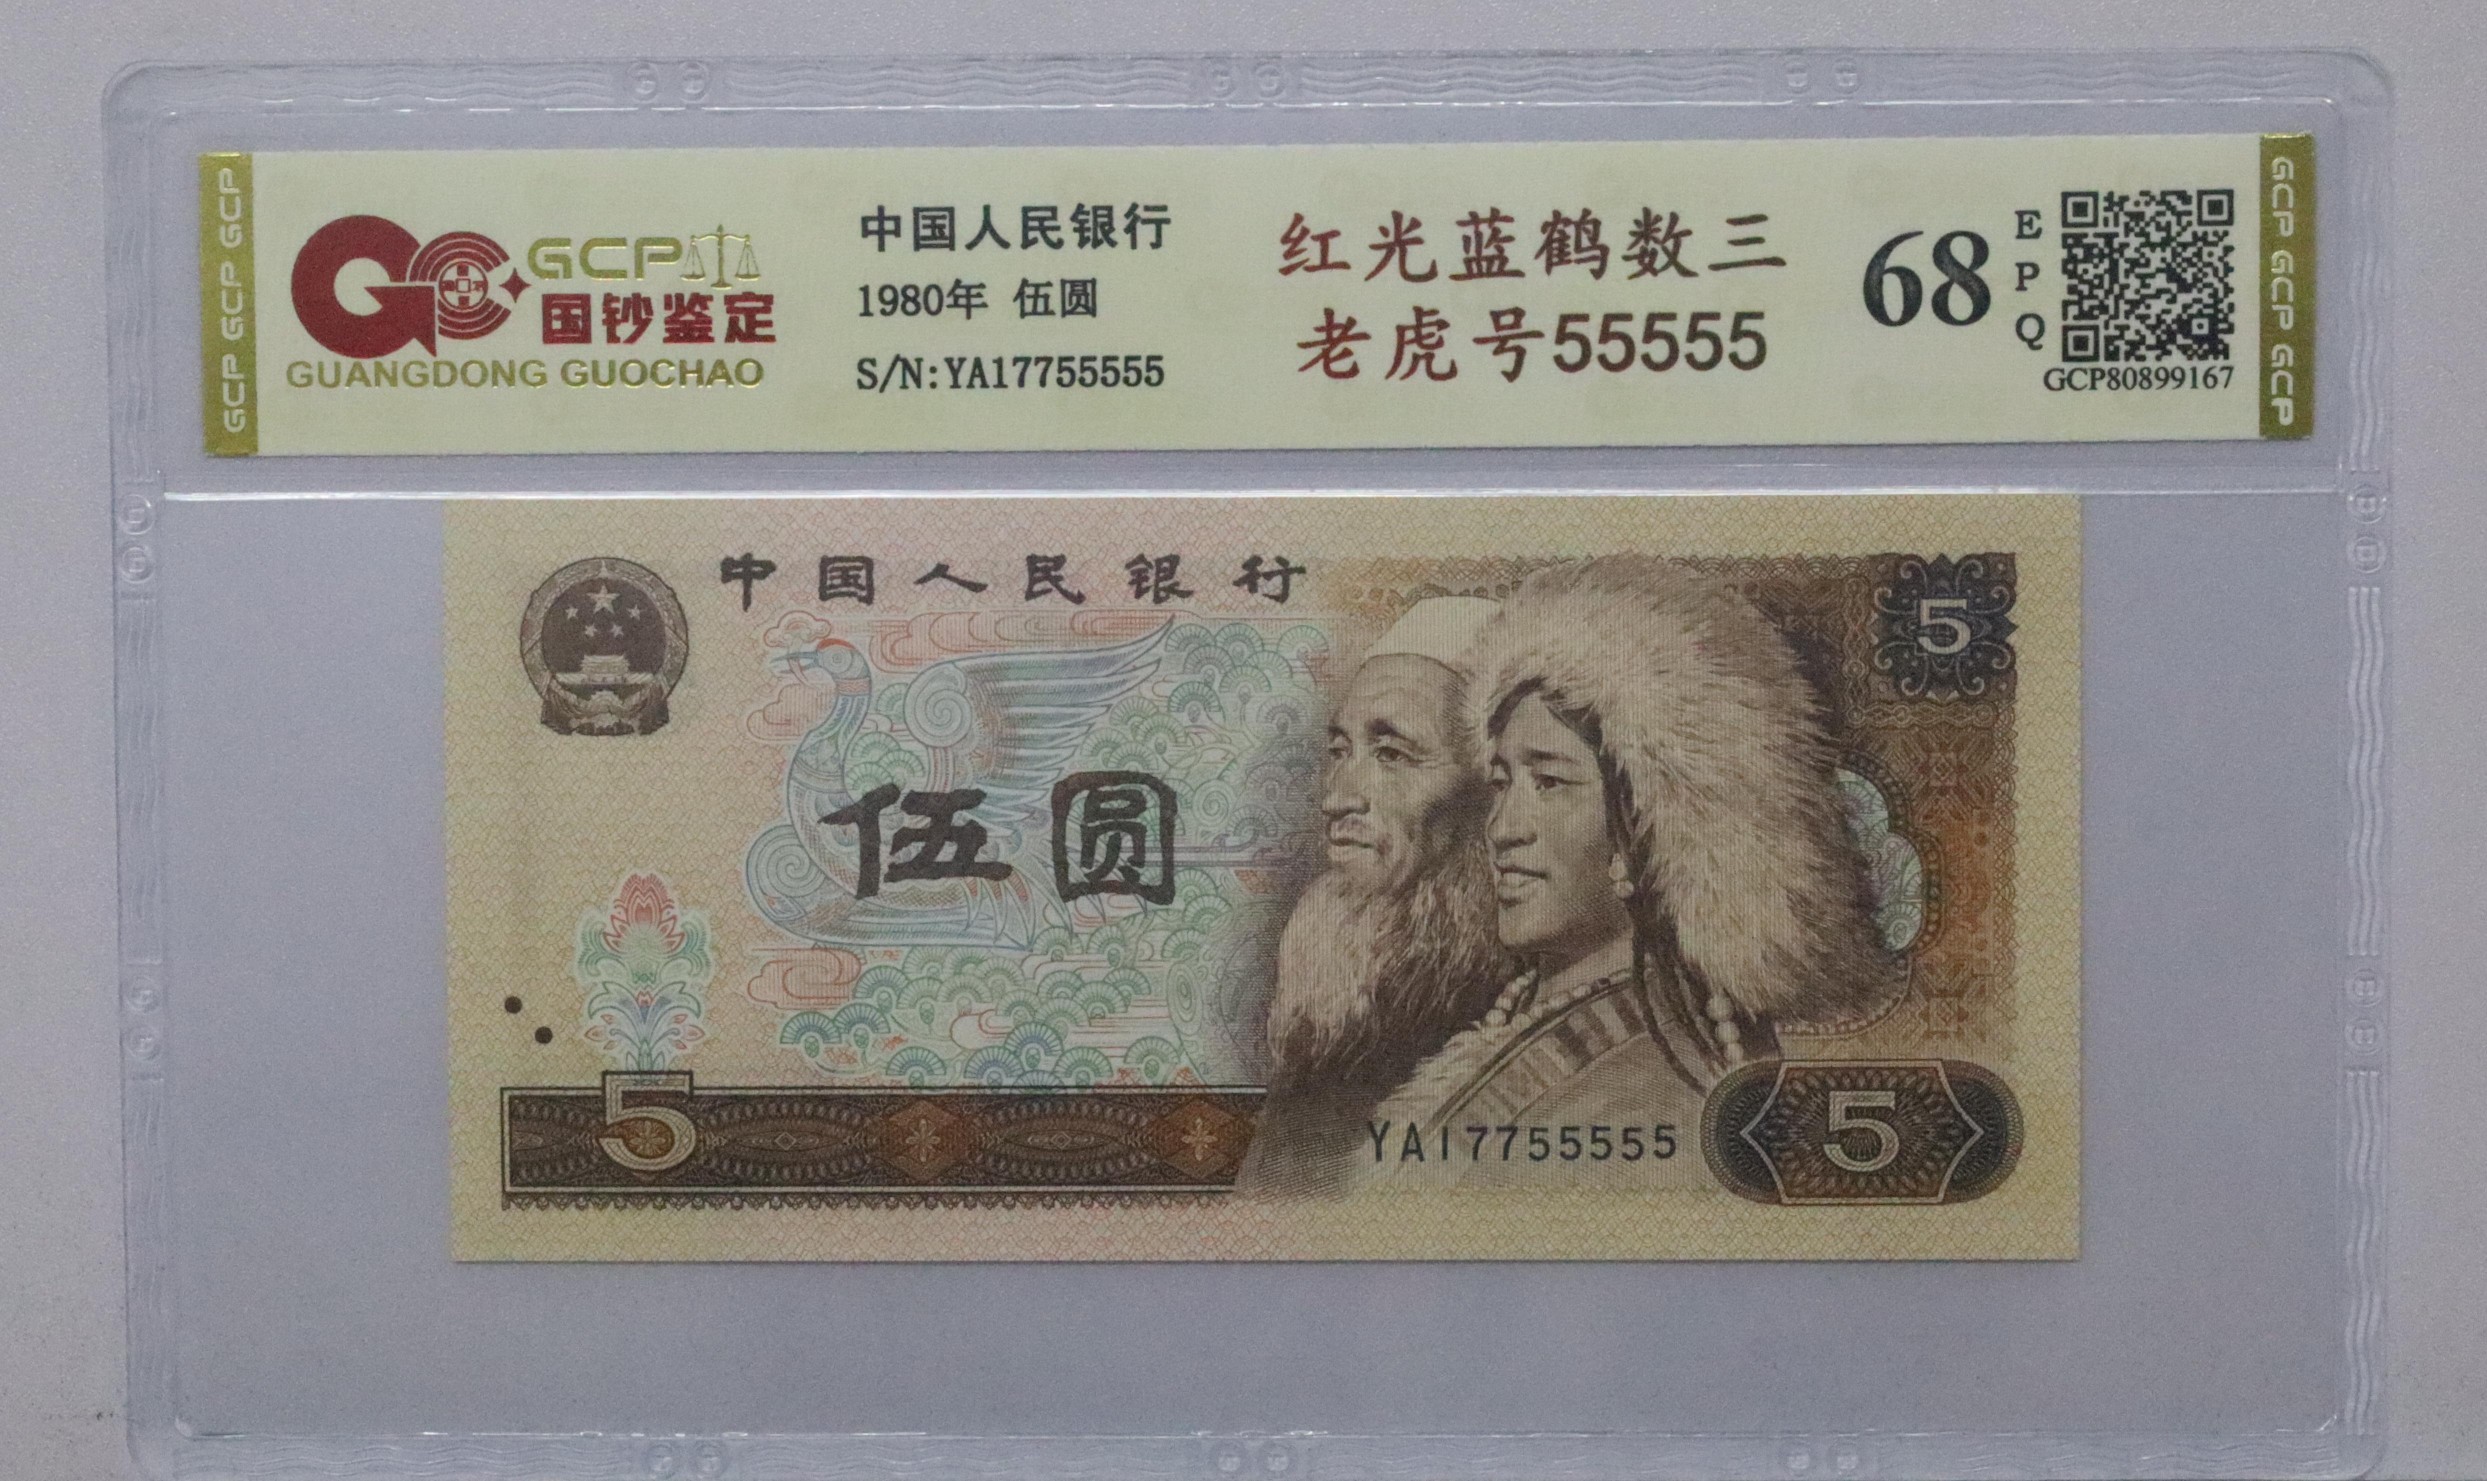 GCP GCP GCP
GCP
国钞鉴定
GUANGDONG GUOCHAO
中国人民银行
1980年 伍圆
S/N:YA17755555
红光蓝鹤数三
老虎号55555
68
E
P
Q
GCP80899167
GCP GCP GCP
中国人民银行
5
伍圆
5
YA17755555
5